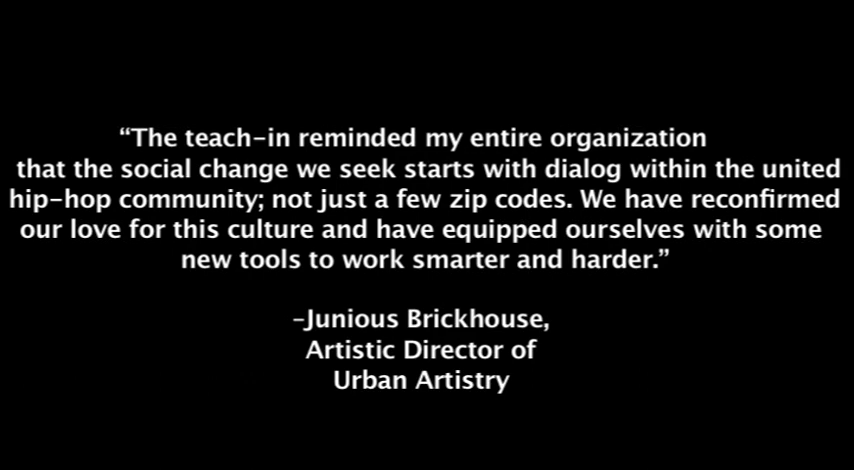 “The teach-in reminded my entire organization
that the social change we seek starts with dialog within the united
hip-hop community; not just a few zip codes. We have reconfirmed
our love for this culture and have equipped ourselves with some
new tools to work smarter and harder.”
-Junious Brickhouse,
Artistic Director of
Urban Artistry